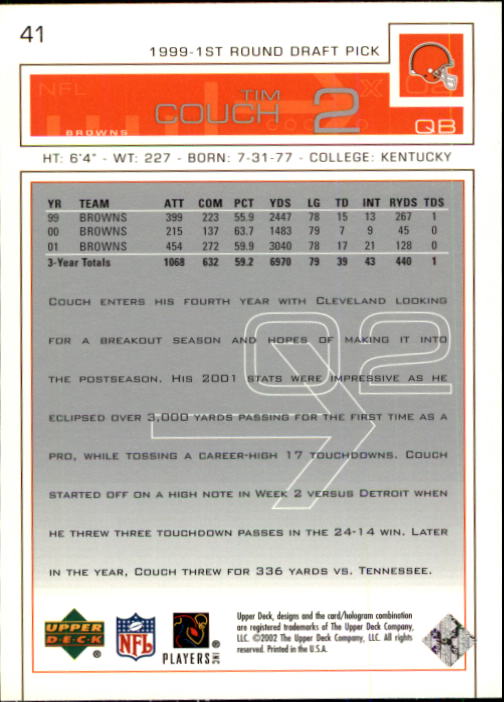 41
1999-1ST ROUND DRAFT PICK
NFL
TIM
COUCH 2
X 02
BROWNS
QB
HT: 6'4" - WT: 227 - BORN: 7-31-77 - COLLEGE: KENTUCKY
YR TEAM ATT COM PCT YDS LG TD INT RYDS TDS
99 BROWNS 399 223 55.9 2447 78 15 13 267 1
00 BROWNS 215 137 63.7 1483 79 7 9 45 0
01 BROWNS 454 272 59.9 3040 78 17 21 128 0
3-Year Totals 1068 632 59.2 6970 79 39 43 440 1
02
COUCH ENTERS HIS FOURTH YEAR WITH CLEVELAND LOOKING
FOR A BREAKOUT SEASON AND HOPES OF MAKING IT INTO
THE POSTSEASON. HIS 2001 STATS WERE IMPRESSIVE AS HE
ECLIPSED OVER 3,000 YARDS PASSING FOR THE FIRST TIME AS A
PRO, WHILE TOSSING A CAREER-HIGH 17 TOUCHDOWNS. COUCH
STARTED OFF ON A HIGH NOTE IN WEEK 2 VERSUS DETROIT WHEN
HE THREW THREE TOUCHDOWN PASSES IN THE 24-14 WIN. LATER
IN THE YEAR, COUCH THREW FOR 336 YARDS VS. TENNESSEE.
UPPER
DECK ®
NFL
®
PLAYERS INC
Upper Deck, designs and the card/hologram combination
are registered trademarks of The Upper Deck Company,
LLC. ©2002 The Upper Deck Company, LLC. All rights
reserved. Printed in the U.S.A.